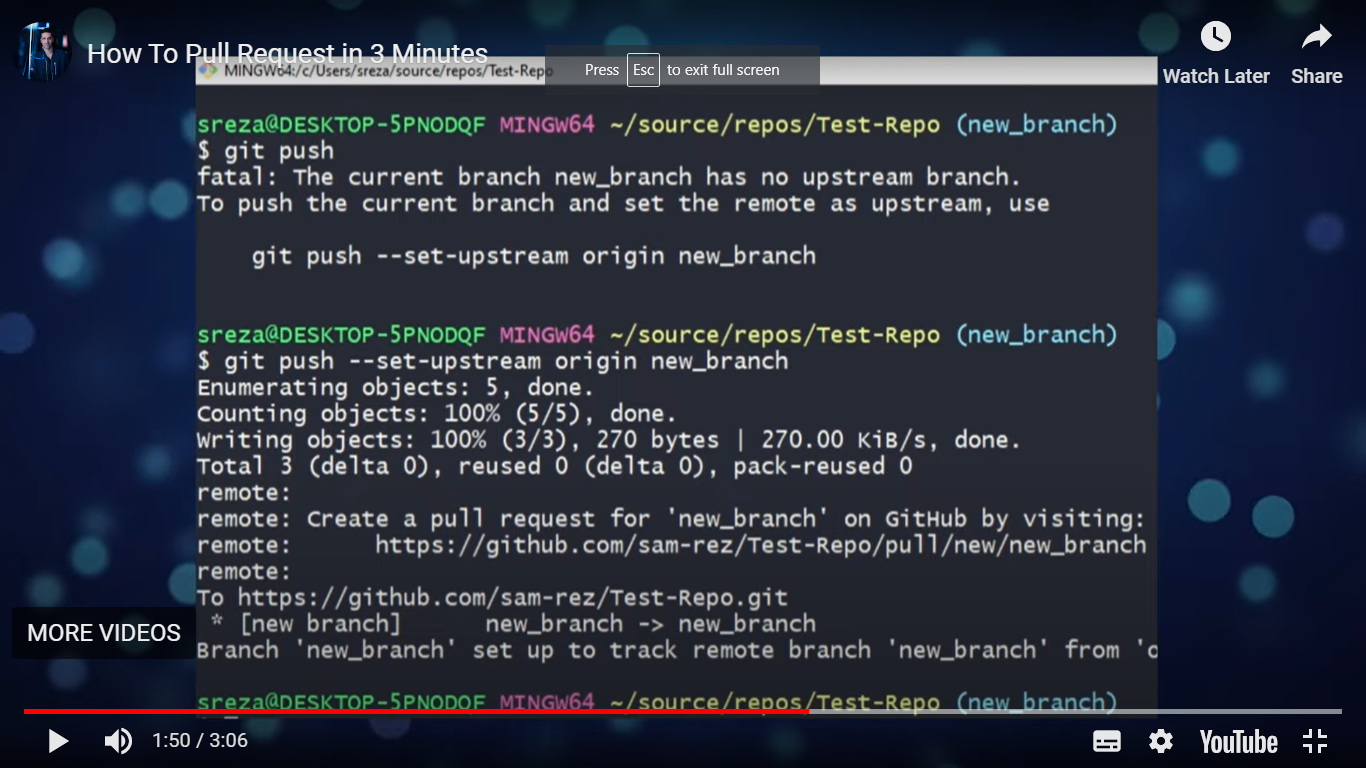 How To Pull Request in 3 Minutes
Watch Later
Share
Press Esc to exit full screen
MINGW64:/c/Users/sreza/source/repos/Test-Repo
sreza@DESKTOP-5PNODQF MINGW64 ~/source/repos/Test-Repo (new_branch)
$ git push
fatal: The current branch new_branch has no upstream branch.
To push the current branch and set the remote as upstream, use
git push --set-upstream origin new_branch
sreza@DESKTOP-5PNODQF MINGW64 ~/source/repos/Test-Repo (new_branch)
$ git push --set-upstream origin new_branch
Enumerating objects: 5, done.
Counting objects: 100% (5/5), done.
Writing objects: 100% (3/3), 270 bytes | 270.00 KiB/s, done.
Total 3 (delta 0), reused 0 (delta 0), pack-reused 0
remote:
remote: Create a pull request for 'new_branch' on GitHub by visiting:
remote:      https://github.com/sam-rez/Test-Repo/pull/new/new_branch
remote:
To https://github.com/sam-rez/Test-Repo.git
* [new branch]      new_branch -> new_branch
Branch 'new_branch' set up to track remote branch 'new_branch' from 'o
sreza@DESKTOP-5PNODQF MINGW64 ~/source/repos/Test-Repo (new_branch)
MORE VIDEOS
1:50 / 3:06
YouTube